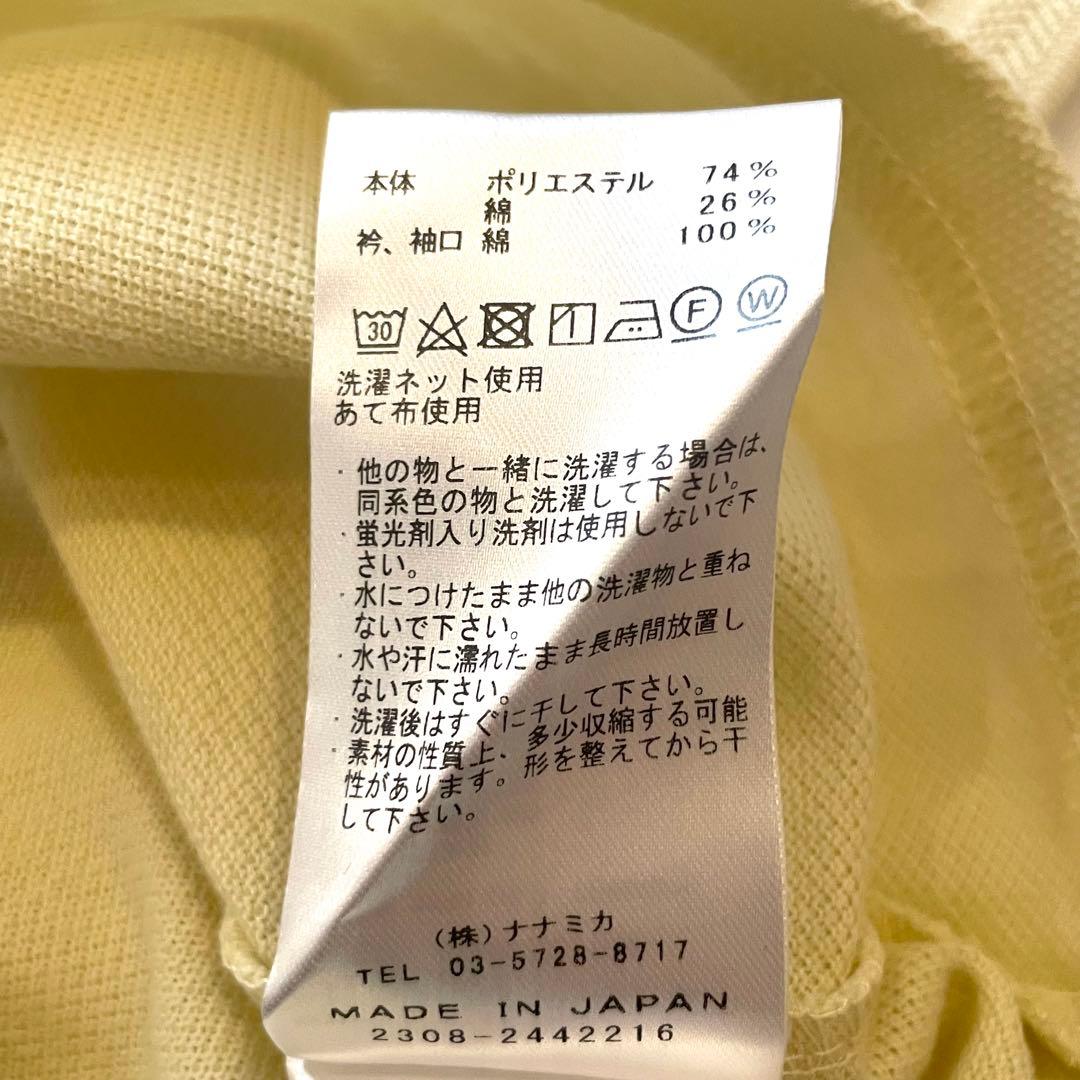 本体 ポリエステル 74%
綿 26%
衿、袖口 綿 100%
30 1 F W
洗濯ネット使用
あて布使用
・他の物と一緒に洗濯する場合は、
同系色の物と洗濯して下さい。
・蛍光剤入り洗剤は使用しないで下
さい。
・水につけたまま他の洗濯物と重ね
ないで下さい。
・水や汗に濡れたまま長時間放置し
ないで下さい。
・洗濯後はすぐに干して下さい。
・素材の性質上、多少収縮する可能
性があります。形を整えてから干
して下さい。
(株)ナナミカ
TEL 03-5728-8717
MADE IN JAPAN
2308-2442216